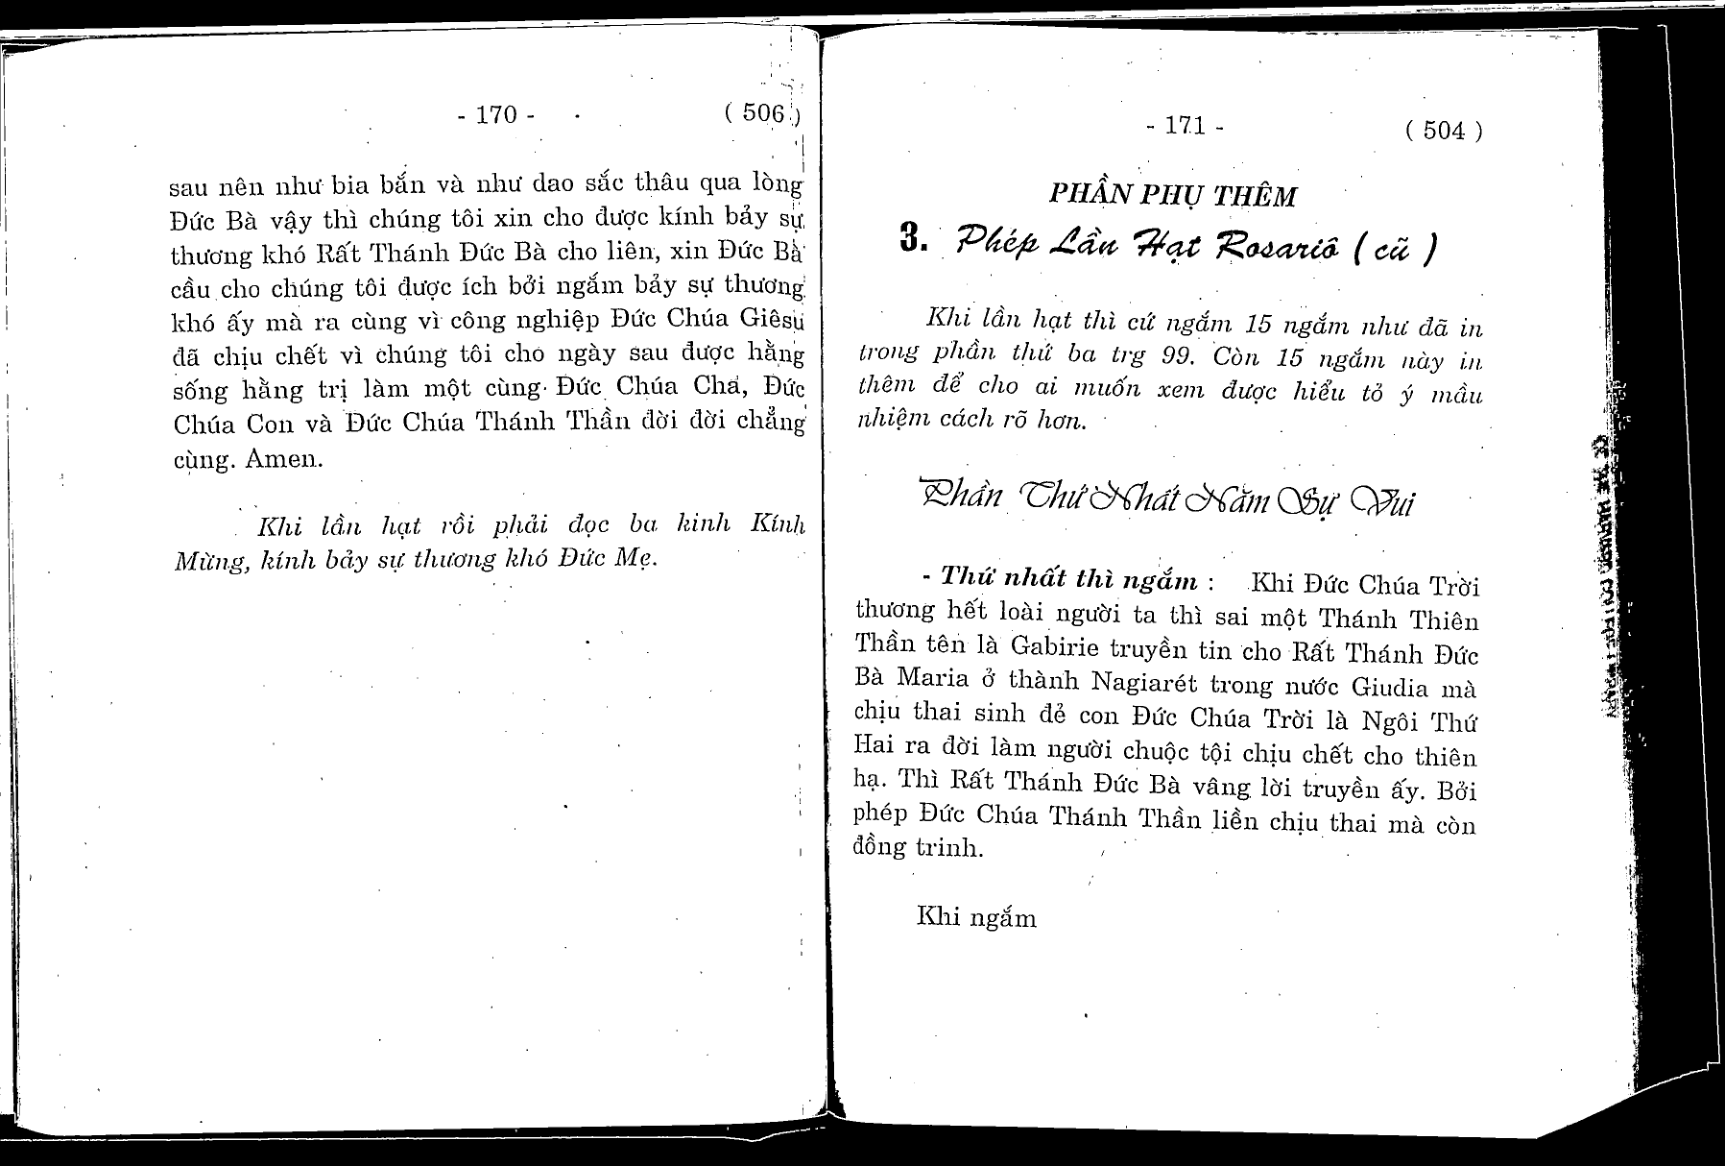 - 170 - ( 506 )
sau nên như bia bắn và như dao sắc thâu qua lòng
Đức Bà vậy thì chúng tôi xin cho được kính bảy sự
thương khó Rất Thánh Đức Bà cho liên, xin Đức Bà
cầu cho chúng tôi được ích bởi ngắm bảy sự thương
khó ấy mà ra cùng vì công nghiệp Đức Chúa Giêsu
đã chịu chết vì chúng tôi cho ngày sau được hằng
sống hằng trị làm một cùng Đức Chúa Cha, Đức
Chúa Con và Đức Chúa Thánh Thần đời đời chẳng
cùng. Amen.
Khi lần hạt rồi phải đọc ba kinh Kính
Mừng, kính bảy sự thương khó Đức Mẹ.
- 171 - ( 504 )
PHẦN PHỤ THÊM
3. Phép Lần Hạt Rosariô ( cũ )
Khi lần hạt thì cứ ngắm 15 ngắm như đã in
trong phần thứ ba trg 99. Còn 15 ngắm này in
thêm để cho ai muốn xem được hiểu tỏ ý mầu
nhiệm cách rõ hơn.
Phần Thứ Nhất Năm Sự Vui
- Thứ nhất thì ngắm : Khi Đức Chúa Trời
thương hết loài người ta thì sai một Thánh Thiên
Thần tên là Gabirie truyền tin cho Rất Thánh Đức
Bà Maria ở thành Nagiarét trong nước Giudia mà
chịu thai sinh đẻ con Đức Chúa Trời là Ngôi Thứ
Hai ra đời làm người chuộc tội chịu chết cho thiên
hạ. Thì Rất Thánh Đức Bà vâng lời truyền ấy. Bởi
phép Đức Chúa Thánh Thần liền chịu thai mà còn
đồng trinh.
Khi ngắm